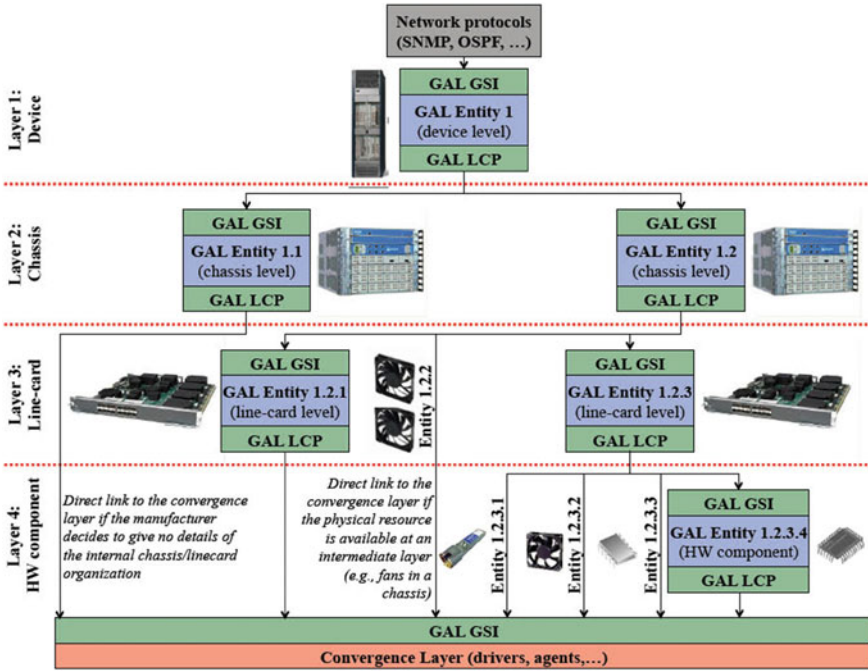 Network protocols
(SNMP, OSPF, …)
Layer 1:
Device
GAL GSI
GAL Entity 1
(device level)
GAL LCP
Layer 2:
Chassis
GAL GSI
GAL Entity 1.1
(chassis level)
GAL LCP
GAL GSI
GAL Entity 1.2
(chassis level)
GAL LCP
Layer 3:
Line-card
GAL GSI
GAL Entity 1.2.1
(line-card level)
GAL LCP
Entity 1.2.2
GAL GSI
GAL Entity 1.2.3
(line-card level)
GAL LCP
Layer 4:
HW component
Direct link to the convergence
layer if the manufacturer
decides to give no details of
the internal chassis/linecard
organization
Direct link to the
convergence layer if
the physical resource
is available at an
intermediate layer
(e.g., fans in a
chassis)
Entity 1.2.3.1
Entity 1.2.3.2
Entity 1.2.3.3
GAL GSI
GAL Entity 1.2.3.4
(HW component)
GAL LCP
GAL GSI
Convergence Layer (drivers, agents,…)